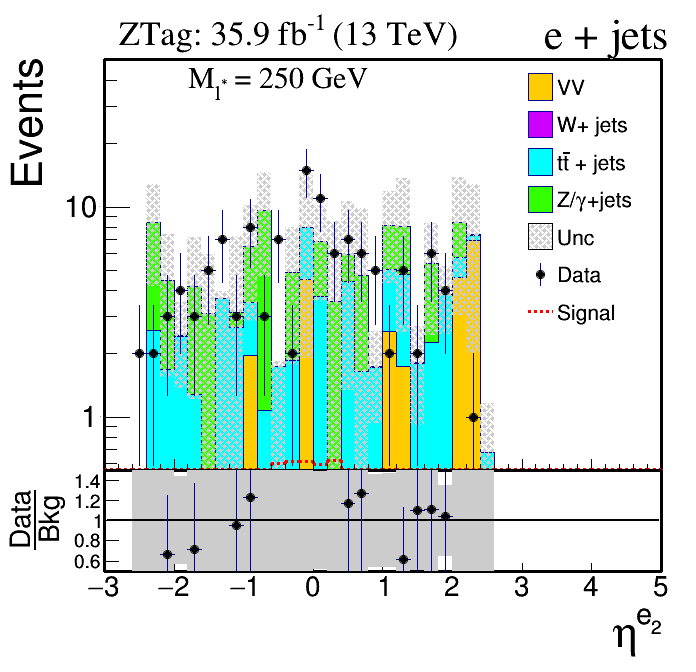 ZTag: 35.9 fb⁻¹ (13 TeV) e + jets
M_l* = 250 GeV
Events
10
1
VV
W+ jets
tt̄ + jets
Z/γ+jets
Unc
Data
Signal
Data
Bkg
1.4
1.2
1
0.8
0.6
−3 −2 −1 0 1 2 3 4 5
η^e₂